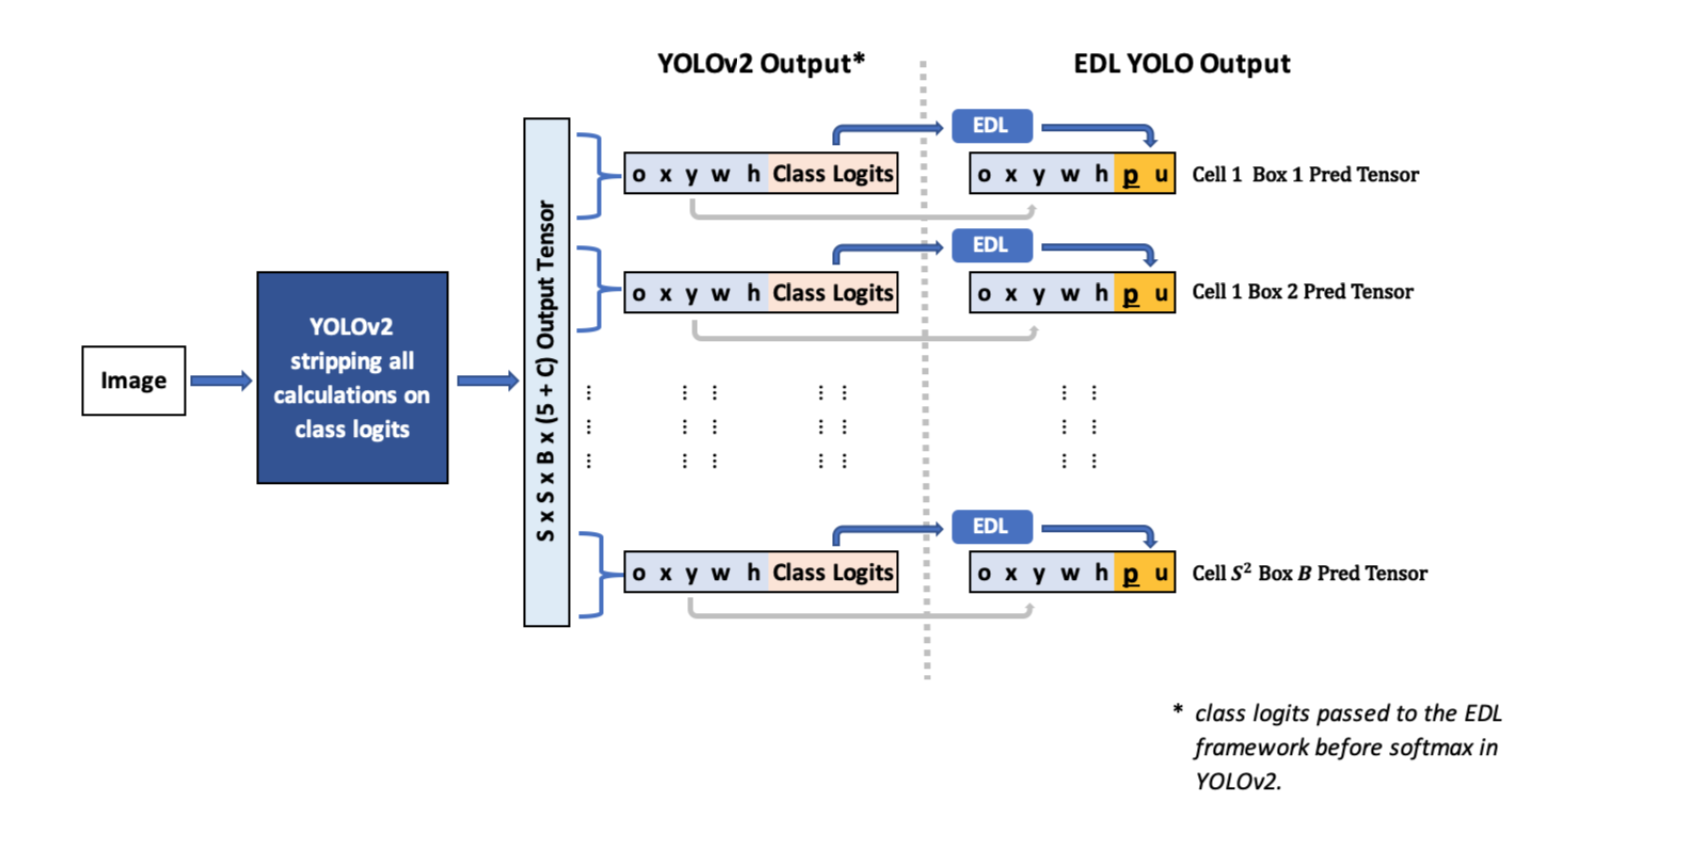 YOLOv2 Output*
EDL YOLO Output
Image
YOLOv2
stripping all
calculations on
class logits
S x S x B x (5 + C) Output Tensor
o x y w h Class Logits
EDL
o x y w h p u
Cell 1 Box 1 Pred Tensor
o x y w h Class Logits
EDL
o x y w h p u
Cell 1 Box 2 Pred Tensor
o x y w h Class Logits
EDL
o x y w h p u
Cell S² Box B Pred Tensor
* class logits passed to the EDL
framework before softmax in
YOLOv2.